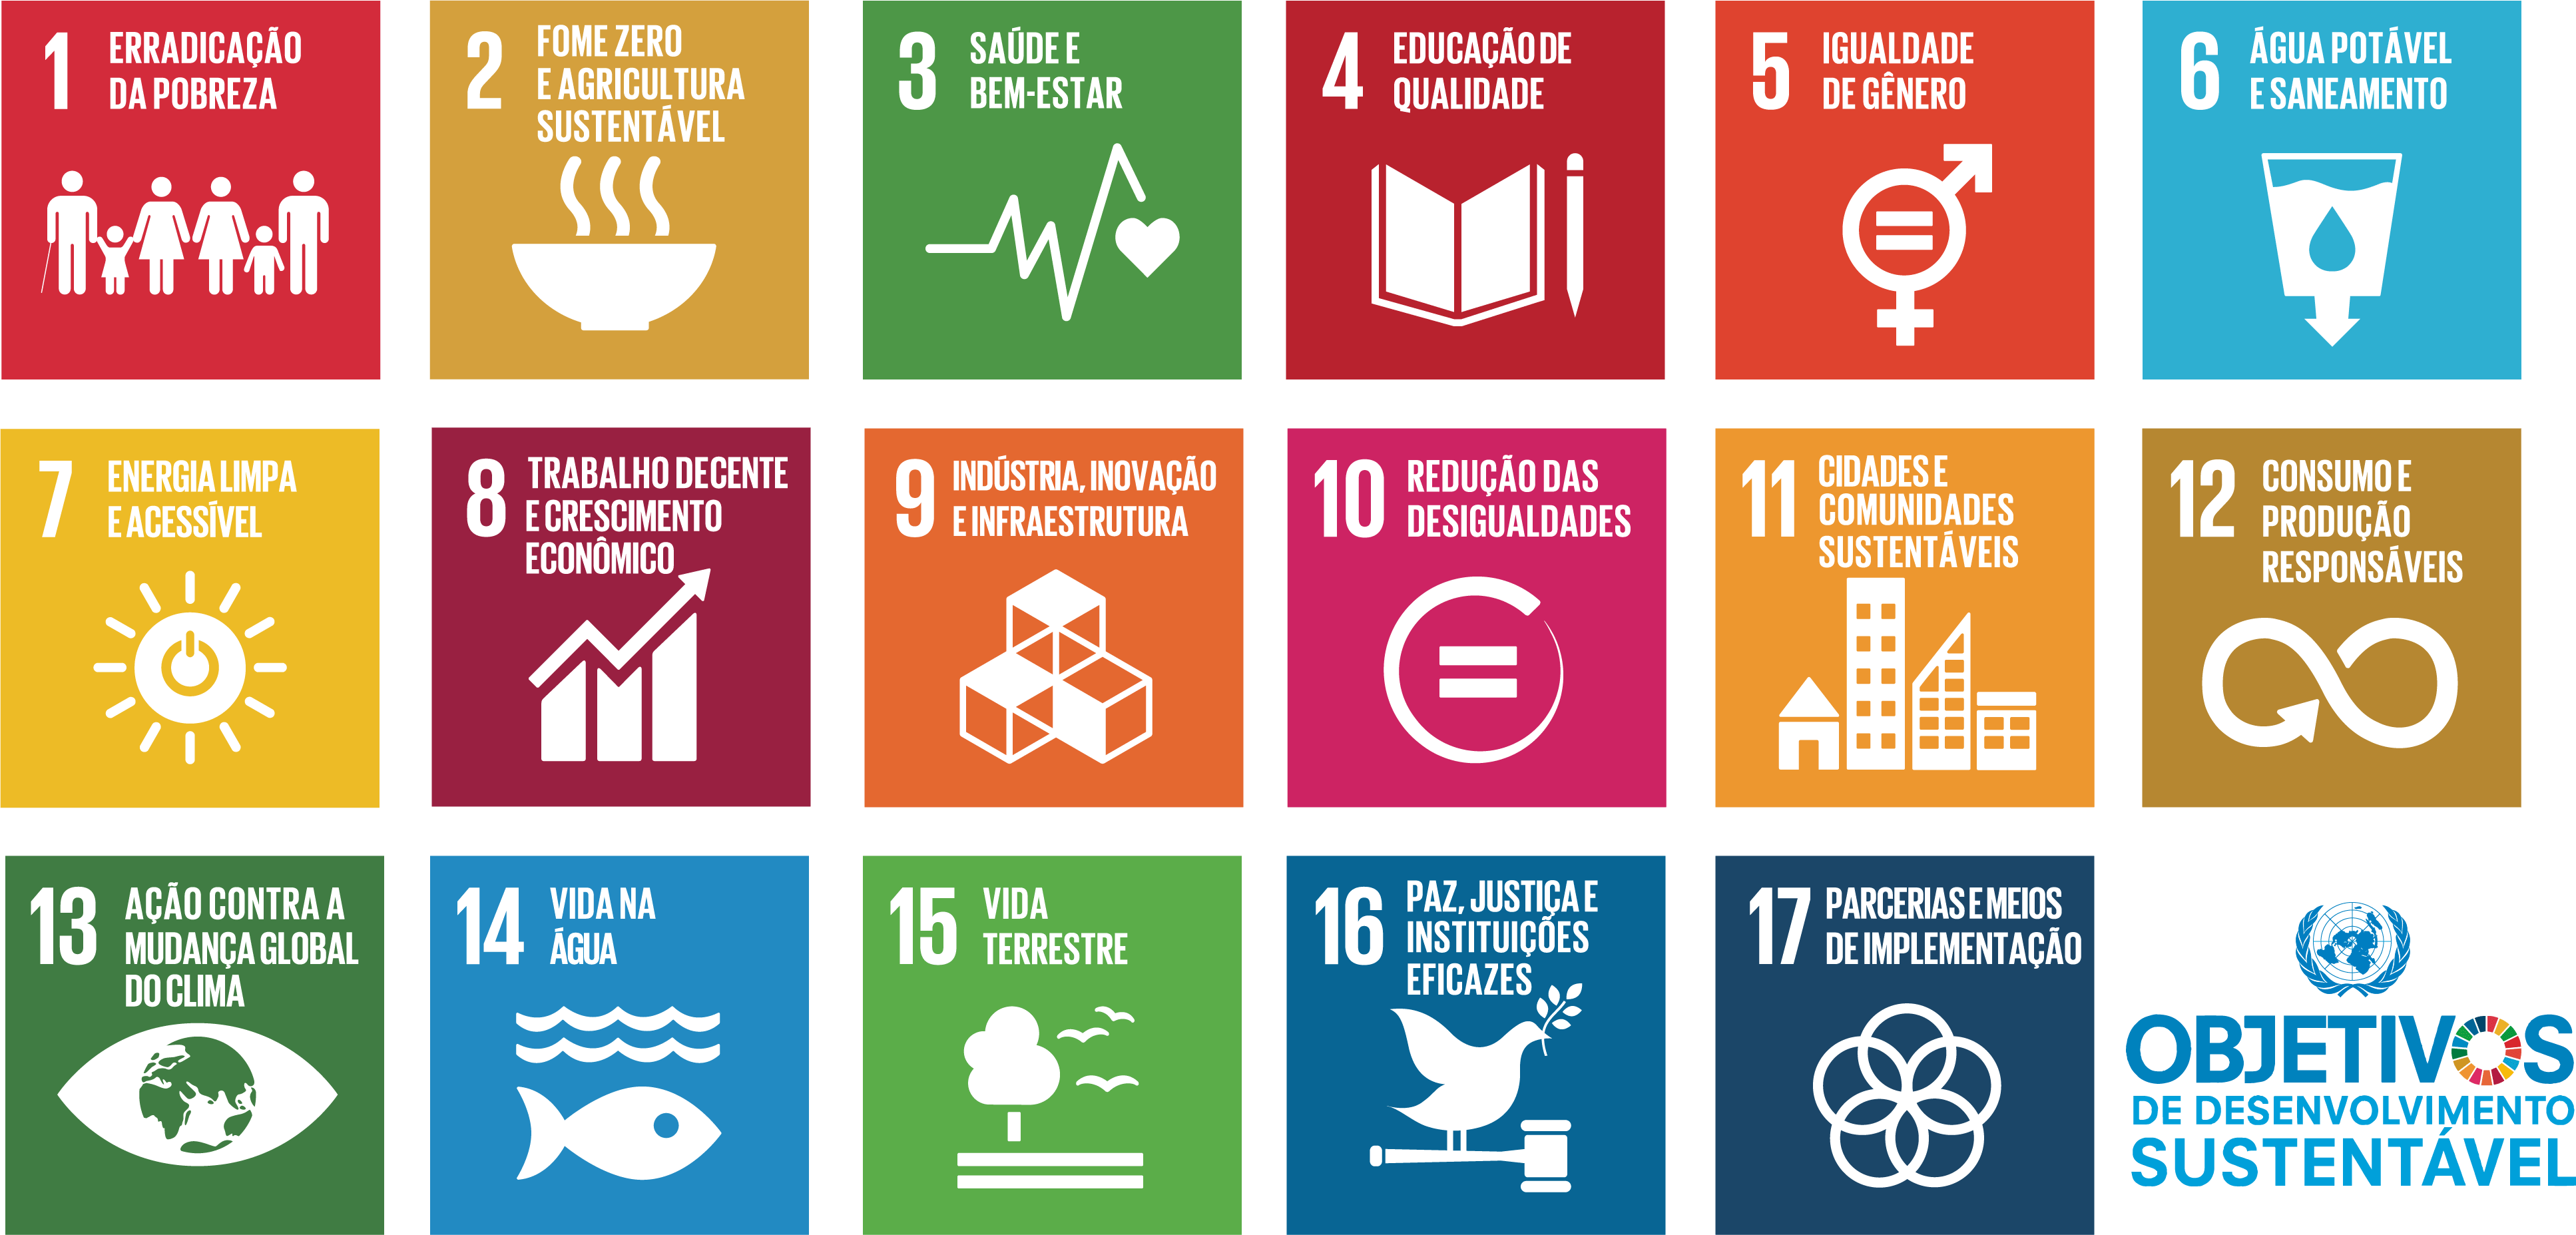 1 ERRADICAÇÃO
DA POBREZA
2 FOME ZERO
E AGRICULTURA
SUSTENTÁVEL
3 SAÚDE E
BEM-ESTAR
4 EDUCAÇÃO DE
QUALIDADE
5 IGUALDADE
DE GÊNERO
6 ÁGUA POTÁVEL
E SANEAMENTO
7 ENERGIA LIMPA
E ACESSÍVEL
8 TRABALHO DECENTE
E CRESCIMENTO
ECONÔMICO
9 INDÚSTRIA, INOVAÇÃO
E INFRAESTRUTURA
10 REDUÇÃO DAS
DESIGUALDADES
11 CIDADES E
COMUNIDADES
SUSTENTÁVEIS
12 CONSUMO E
PRODUÇÃO
RESPONSÁVEIS
13 AÇÃO CONTRA A
MUDANÇA GLOBAL
DO CLIMA
14 VIDA NA
ÁGUA
15 VIDA
TERRESTRE
16 PAZ, JUSTIÇA E
INSTITUIÇÕES
EFICAZES
17 PARCERIAS E MEIOS
DE IMPLEMENTAÇÃO
OBJETIVOS
DE DESENVOLVIMENTO
SUSTENTÁVEL